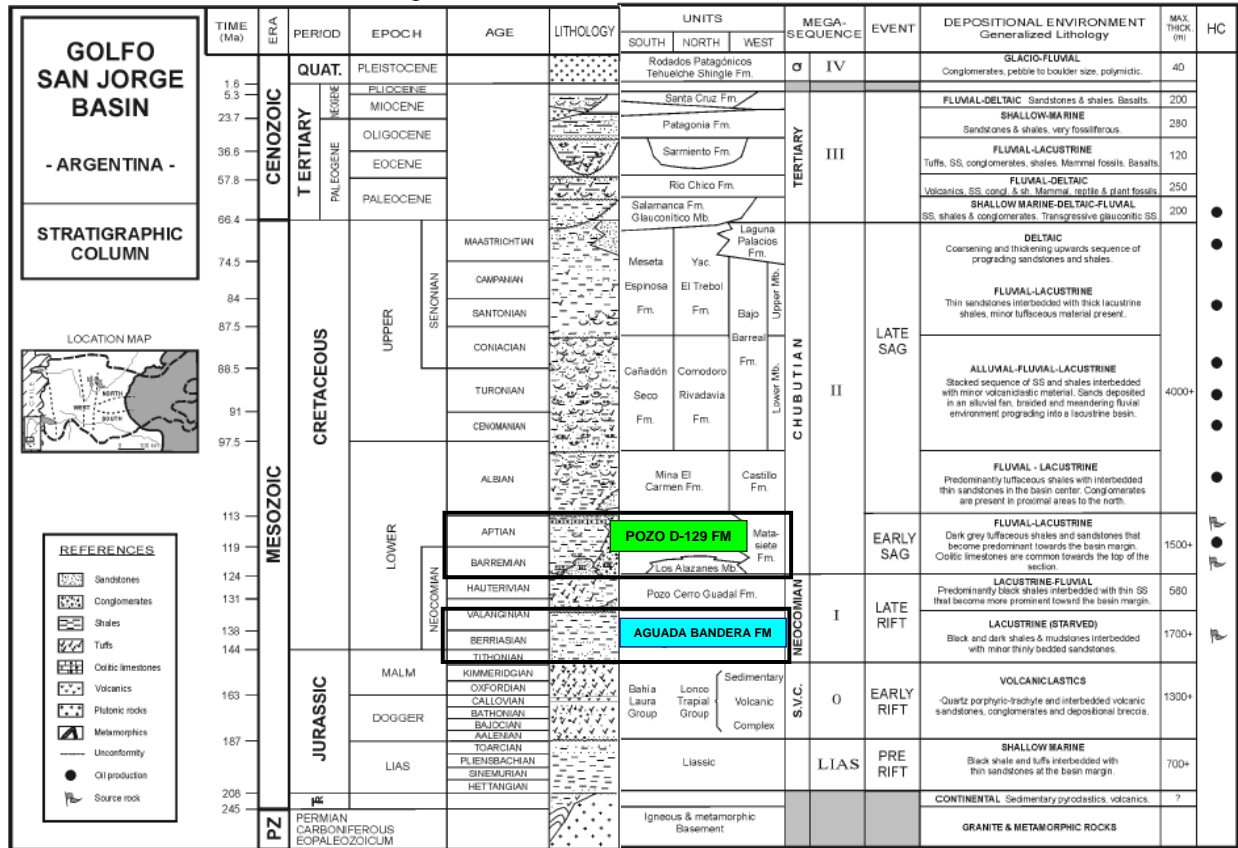 GOLFO
SAN JORGE
BASIN
- ARGENTINA -
STRATIGRAPHIC
COLUMN
LOCATION MAP
WEST
NORTH
SOUTH
REFERENCES
Sandstones
Conglomerates
Shales
Tuffs
Oolitic limestones
Volcanics
Plutonic rocks
Metamorphics
Unconformity
Oil production
Source rock
TIME
(Ma)
1.6
5.3
23.7
36.6
57.8
66.4
74.5
84
87.5
88.5
91
97.5
113
119
124
131
138
144
163
187
208
245
ERA
CENOZOIC
MESOZOIC
PZ
PERIOD
QUAT.
TERTIARY
NEOGENE
PALEOGENE
CRETACEOUS
JURASSIC
TR
PERMIAN
CARBONIFEROUS
EOPALEOZOICUM
EPOCH
PLEISTOCENE
PLIOCENE
MIOCENE
OLIGOCENE
EOCENE
PALEOCENE
UPPER
SENONIAN
LOWER
NEOCOMIAN
MALM
DOGGER
LIAS
AGE
MAASTRICHTIAN
CAMPANIAN
SANTONIAN
CONIACIAN
TURONIAN
CENOMANIAN
ALBIAN
APTIAN
BARREMIAN
HAUTERIVIAN
VALANGINIAN
BERRIASIAN
TITHONIAN
KIMMERIDGIAN
OXFORDIAN
CALLOVIAN
BATHONIAN
BAJOCIAN
AALENIAN
TOARCIAN
PLIENSBACHIAN
SINEMURIAN
HETTANGIAN
LITHOLOGY
UNITS
SOUTH NORTH WEST
Rodados Patagónicos
Tehuelche Shingle Fm.
Santa Cruz Fm.
Patagonia Fm.
Sarmiento Fm.
Rio Chico Fm.
Salamanca Fm.
Glauconitico Mb.
Laguna
Palacios
Fm.
Meseta
Espinosa
Fm.
Yac.
El Trebol
Fm.
Bajo
Barreal
Fm.
Upper Mb.
Lower Mb.
Cañadón
Seco
Fm.
Comodoro
Rivadavia
Fm.
Mina El
Carmen Fm.
Castillo
Fm.
POZO D-129 FM
Mata-
siete
Fm.
Los Alazanes Mb.
Pozo Cerro Guadal Fm.
AGUADA BANDERA FM
Bahía
Laura
Group
Lonco
Trapial
Group
Sedimentary
Volcanic
Complex
Liassic
Igneous & metamorphic
Basement
MEGA-
SEQUENCE
Q
IV
TERTIARY
III
CHUBUTIAN
II
NEOCOMIAN
I
S.V.C.
0
LIAS
EVENT
LATE
SAG
EARLY
SAG
LATE
RIFT
EARLY
RIFT
PRE
RIFT
DEPOSITIONAL ENVIRONMENT
Generalized Lithology
GLACIO-FLUVIAL
Conglomerates, pebble to boulder size, polymictic.
FLUVIAL-DELTAIC Sandstones & shales. Basalts.
SHALLOW-MARINE
Sandstones & shales, very fossiliferous.
FLUVIAL-LACUSTRINE
Tuffs, SS, conglomerates, shales. Mammal fossils. Basalts.
FLUVIAL-DELTAIC
Volcanics, SS, congl. & sh. Mammal, reptile & plant fossils.
SHALLOW MARINE-DELTAIC-FLUVIAL
SS, shales & conglomerates. Transgressive glauconitic SS.
DELTAIC
Coarsening and thickening upwards sequence of
prograding sandstones and shales.
FLUVIAL-LACUSTRINE
Thin sandstones interbedded with thick lacustrine
shales, minor tuffaceous material present.
ALLUVIAL-FLUVIAL-LACUSTRINE
Stacked sequence of SS and shales interbedded
with minor volcaniclastic material. Sands deposited
in an alluvial fan, braided and meandering fluvial
environment prograding into a lacustrine basin.
FLUVIAL - LACUSTRINE
Predominantly tuffaceous shales with interbedded
thin sandstones in the basin center. Conglomerates
are present in proximal areas to the north.
FLUVIAL-LACUSTRINE
Dark grey tuffaceous shales and sandstones that
become predominant towards the basin margin.
Oolitic limestones are common towards the top of the
section.
LACUSTRINE-FLUVIAL
Predominantly black shales interbedded with thin SS
that become more prominent toward the basin margin.
LACUSTRINE (STARVED)
Black and dark shales & mudstones interbedded
with minor thinly bedded sandstones.
VOLCANICLASTICS
Quartz porphyric-trachyte and interbedded volcanic
sandstones, conglomerates and depositional breccia.
SHALLOW MARINE
Black shale and tuffs interbedded with
thin sandstones at the basin margin.
CONTINENTAL Sedimentary pyroclastics, volcanics.
GRANITE & METAMORPHIC ROCKS
MAX.
THICK.
(m)
40
200
280
120
250
200
4000+
1500+
560
1700+
1300+
700+
?
HC